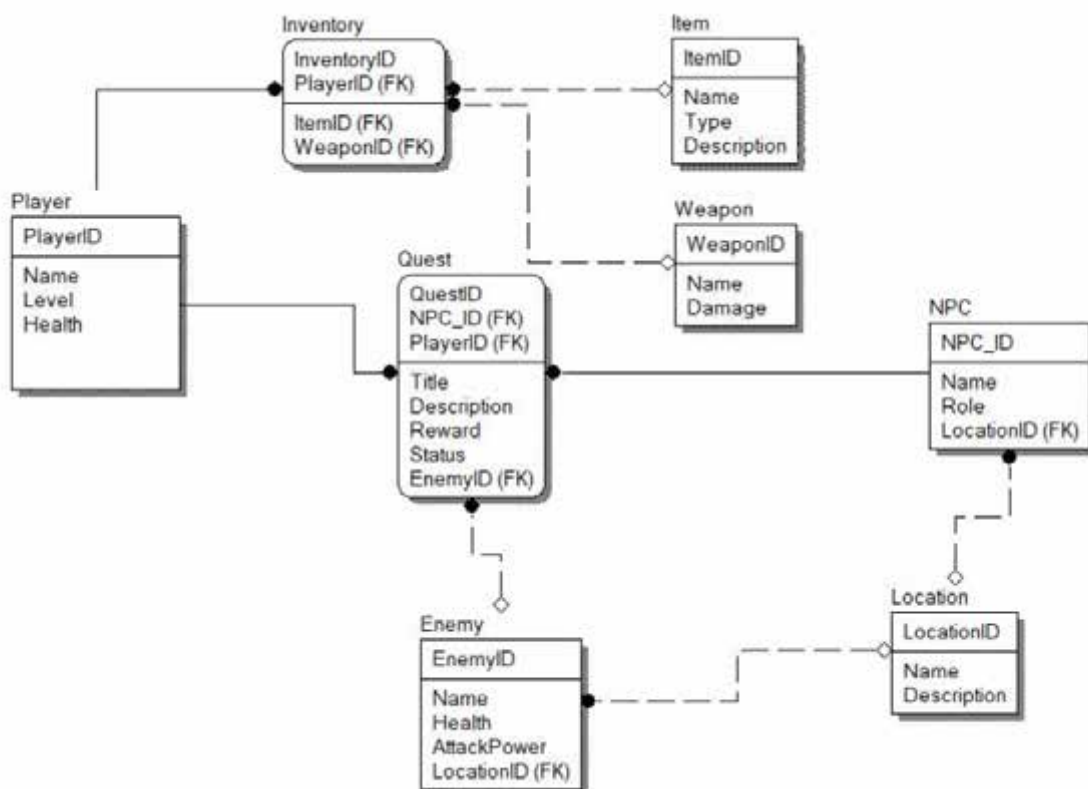 Inventory
InventoryID
PlayerID (FK)
ItemID (FK)
WeaponID (FK)
Item
ItemID
Name
Type
Description
Player
PlayerID
Name
Level
Health
Weapon
WeaponID
Name
Damage
Quest
QuestID
NPC_ID (FK)
PlayerID (FK)
Title
Description
Reward
Status
EnemyID (FK)
NPC
NPC_ID
Name
Role
LocationID (FK)
Enemy
EnemyID
Name
Health
AttackPower
LocationID (FK)
Location
LocationID
Name
Description